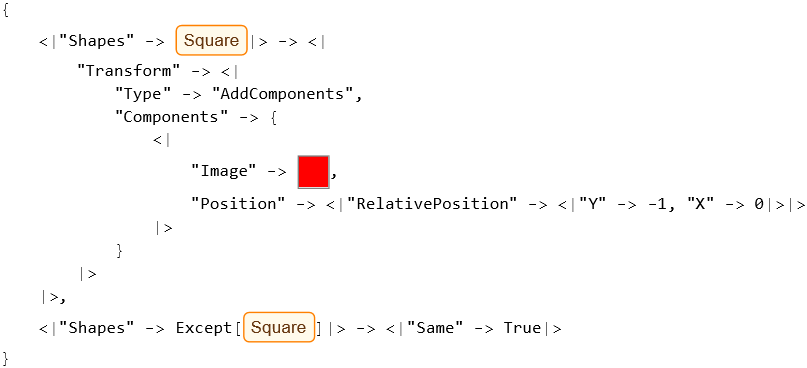 {
<|"Shapes" -> Square|> -> <|
"Transform" -> <|
"Type" -> "AddComponents",
"Components" -> {
<|
"Image" -> ,
"Position" -> <|"RelativePosition" -> <|"Y" -> -1, "X" -> 0|>|>
|>
}
|>
|>,
<|"Shapes" -> Except[Square]|> -> <|"Same" -> True|>
}